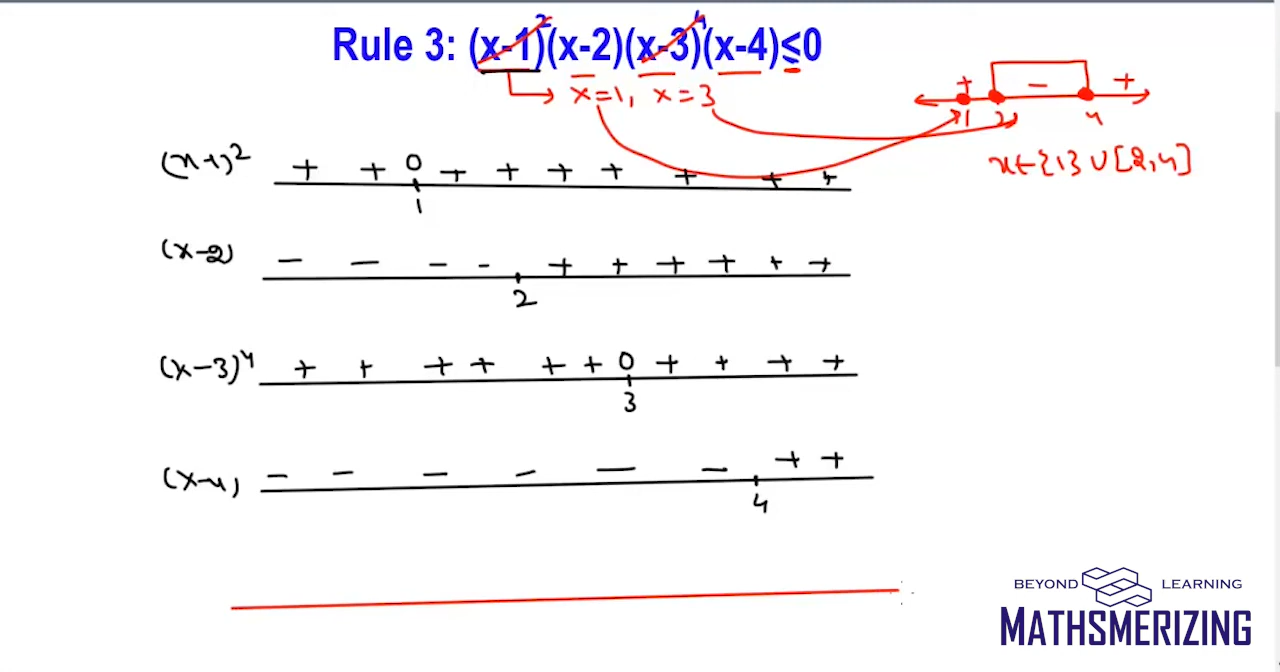 Rule 3: (x-1)²(x-2)(x-3)⁴(x-4)≤0
x=1, x=3
+ - +
1 2 4
x∈{1}∪[2,4]
(x-1)² + + 0 + + + + + + +
1
(x-2) - - - - + + + + + +
2
(x-3)⁴ + + + + + + 0 + + + +
3
(x-4) - - - - - - + +
4
BEYOND LEARNING
MATHSMERIZING